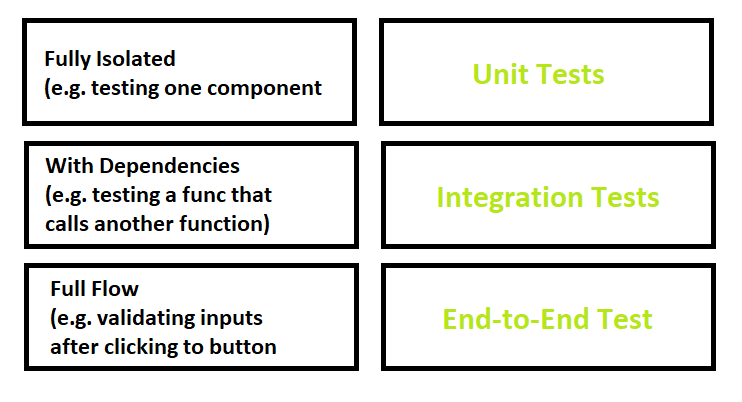 Fully Isolated
(e.g. testing one component
Unit Tests
With Dependencies
(e.g. testing a func that
calls another function)
Integration Tests
Full Flow
(e.g. validating inputs
after clicking to button
End-to-End Test